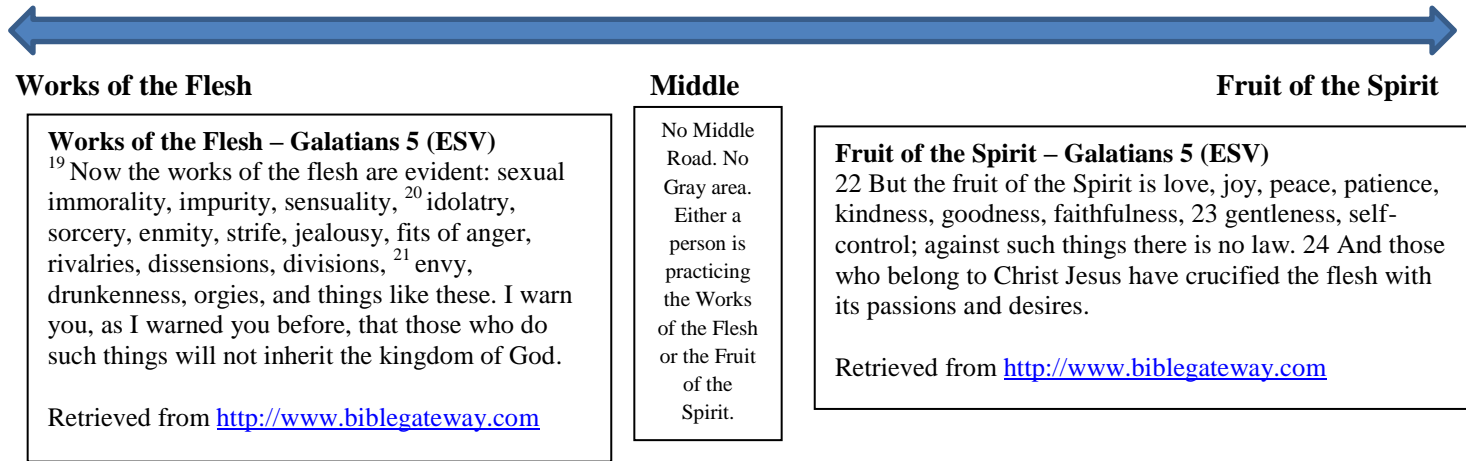 Works of the Flesh
Middle
Fruit of the Spirit
Works of the Flesh – Galatians 5 (ESV)
19 Now the works of the flesh are evident: sexual
immorality, impurity, sensuality, 20 idolatry,
sorcery, enmity, strife, jealousy, fits of anger,
rivalries, dissensions, divisions, 21 envy,
drunkenness, orgies, and things like these. I warn
you, as I warned you before, that those who do
such things will not inherit the kingdom of God.
Retrieved from http://www.biblegateway.com
No Middle
Road. No
Gray area.
Either a
person is
practicing
the Works
of the Flesh
or the Fruit
of the
Spirit.
Fruit of the Spirit – Galatians 5 (ESV)
22 But the fruit of the Spirit is love, joy, peace, patience,
kindness, goodness, faithfulness, 23 gentleness, self-
control; against such things there is no law. 24 And those
who belong to Christ Jesus have crucified the flesh with
its passions and desires.
Retrieved from http://www.biblegateway.com